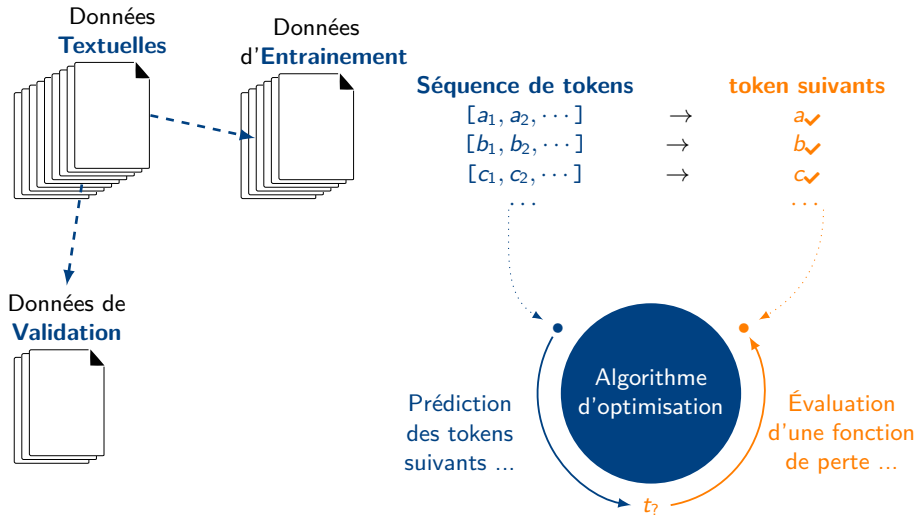 Données
Textuelles
Données
d'Entrainement
Données de
Validation
Séquence de tokens → token suivants
[a₁, a₂, ⋯] → a✔
[b₁, b₂, ⋯] → b✔
[c₁, c₂, ⋯] → c✔
... ...
Algorithme
d'optimisation
Prédiction
des tokens
suivants ...
Évaluation
d'une fonction
de perte ...
t?